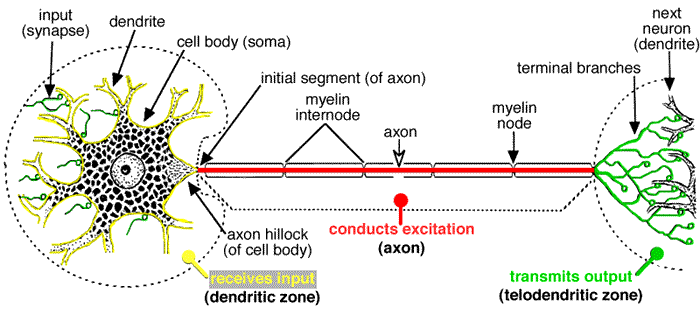 input
(synapse)
dendrite
cell body (soma)
initial segment (of axon)
myelin
internode
axon
myelin
node
terminal branches
next
neuron
(dendrite)
axon hillock
(of cell body)
conducts excitation
(axon)
receives input
(dendritic zone)
transmits output
(telodendritic zone)